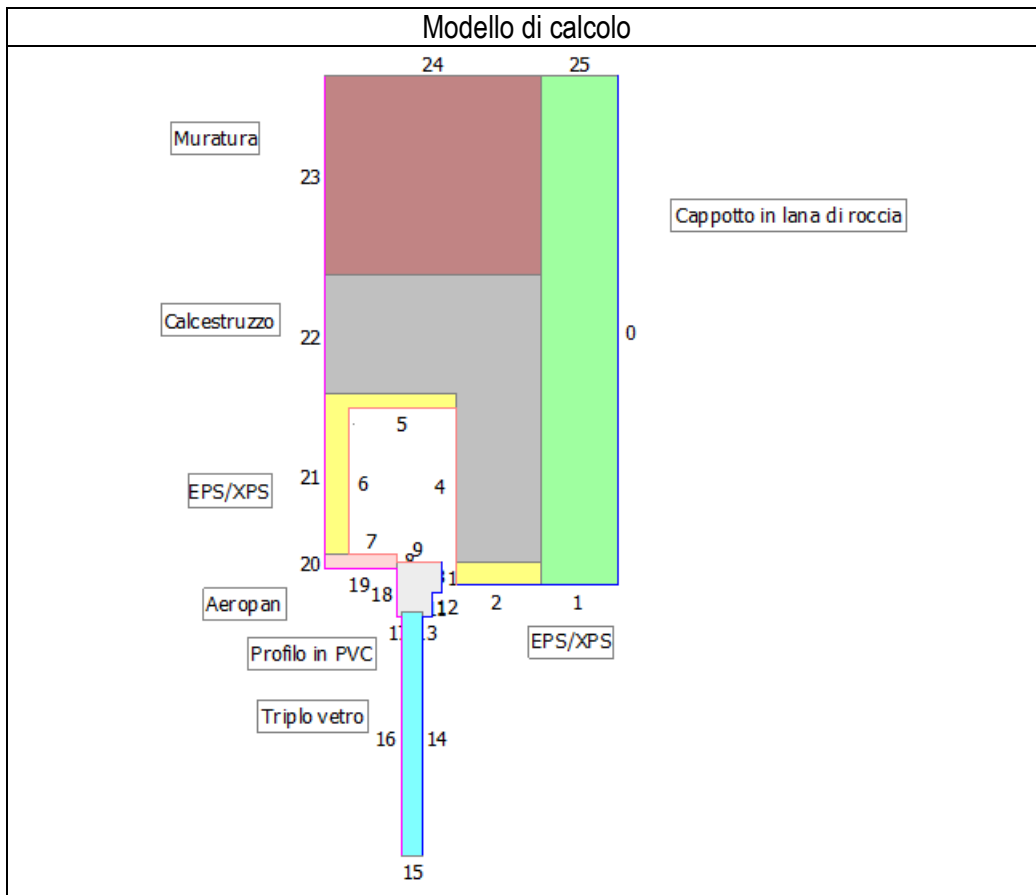 Modello di calcolo
24 25
Muratura
23
Cappotto in lana di roccia
Calcestruzzo
22
0
5
21
EPS/XPS
6
4
7
9
8
20
19
18
1
2
1
Aeropan
12
13
EPS/XPS
Profilo in PVC
Triplo vetro
16
14
15